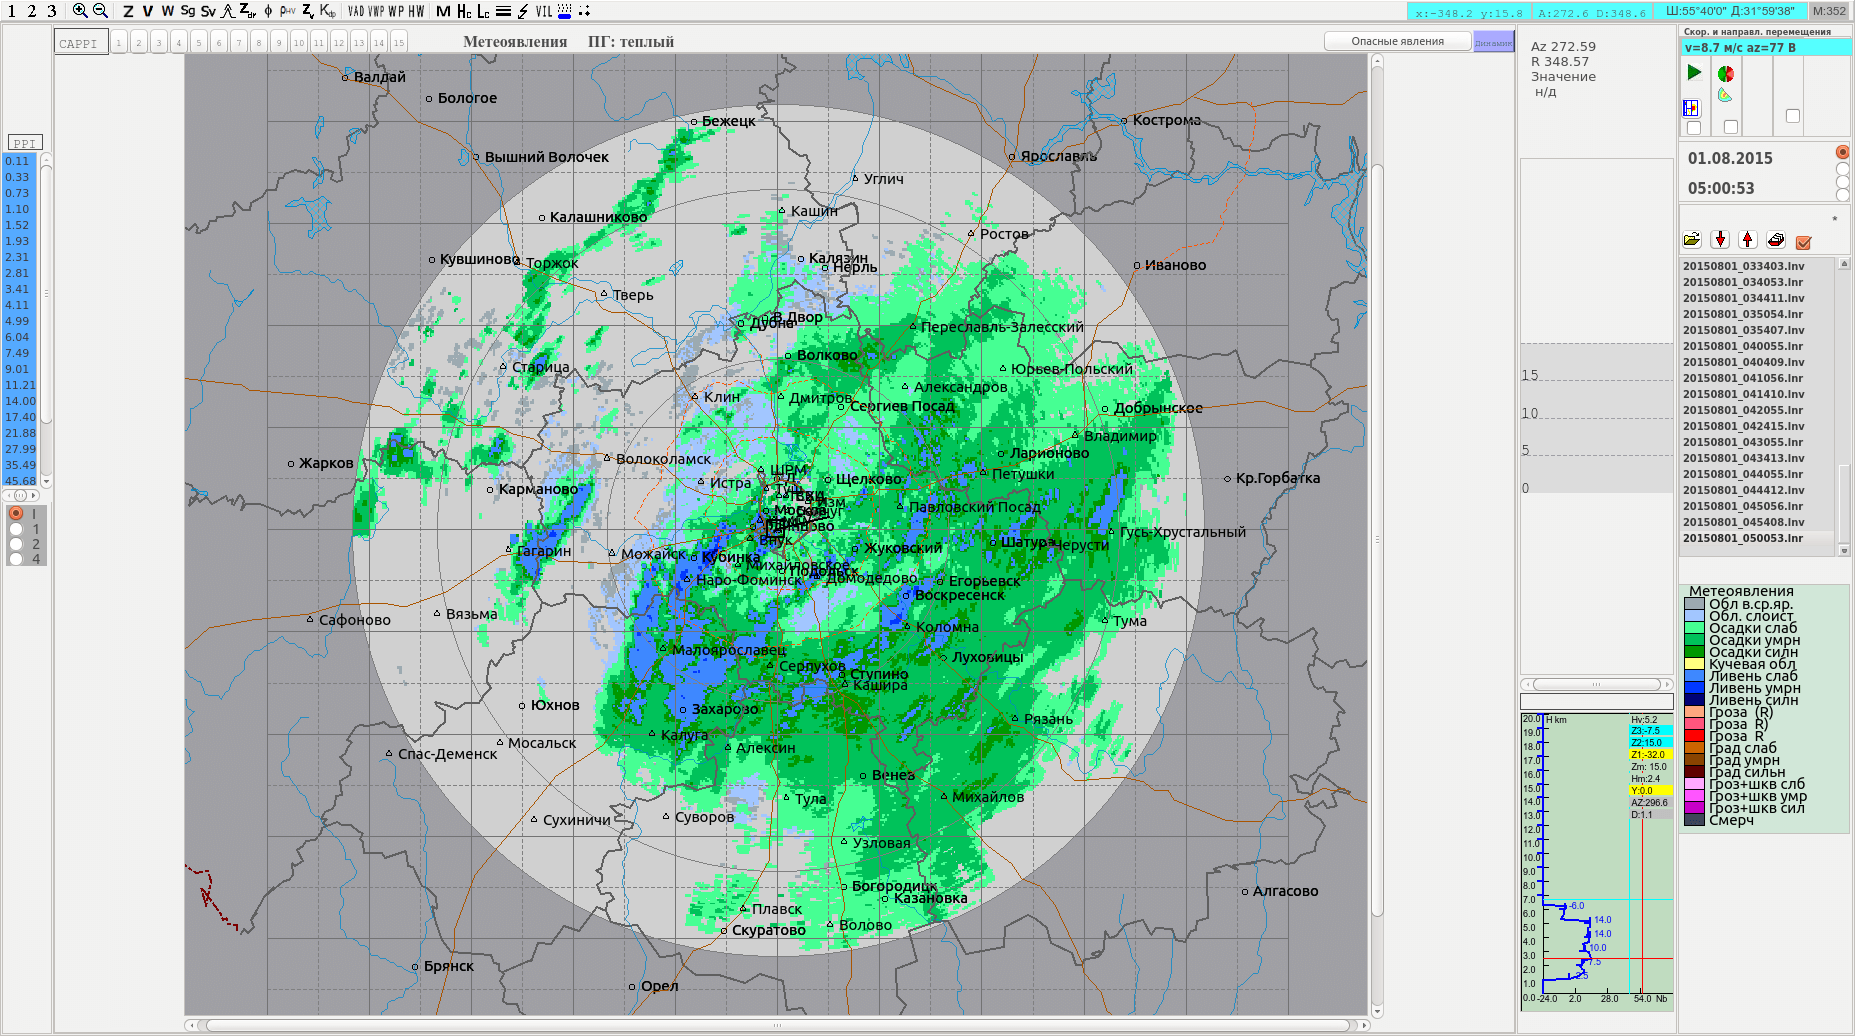 1 2 3 Z V W Sg Sv Zdr ϕ ρHV Zv Kdp VAD VWP WP HW M Hc Lc VIL
x:-348.2 y:15.8 A:272.6 D:348.6 Ш:55°40'0" Д:31°59'38" M:352
CAPPI 1 2 3 4 5 6 7 8 9 10 11 12 13 14 15 Метеоявления ПГ: теплый Опасные явления Динамик
PPI
0.11
0.33
0.73
1.10
1.52
1.93
2.31
2.81
3.41
4.11
4.99
6.04
7.49
9.01
11.21
14.00
17.40
21.88
27.99
35.49
45.68
I
1
2
4
Валдай
Бологое
Бежецк
Кострома
Вышний Волочек
Ярославль
Углич
Кашин
Калашниково
Ростов
Кувшиново
Торжок
Калязин
Нерль
Иваново
Тверь
В.Двор
Дубна
Переславль-Залесский
Волково
Старица
Юрьев-Польский
Александров
Клин
Дмитров
Сергиев Посад
Добрынское
Владимир
Ларионово
Жарков
Волоколамск
ШРМ
Петушки
Карманово
Истра
Щелково
Кр.Горбатка
Москва
Павловский Посад
Гусь-Хрустальный
Внук
Шатура
Черусти
Гагарин
Можайск
Кубинка
Жуковский
Михайловское
Подольск
Наро-Фоминск
Домодедово
Егорьевск
Воскресенск
Вязьма
Сафоново
Коломна
Тума
Малоярославец
Серпухов
Луховицы
Ступино
Кашира
Юхнов
Захарово
Рязань
Калуга
Мосальск
Алексин
Спас-Деменск
Венев
Тула
Михайлов
Сухиничи
Суворов
Узловая
Богородицк
Казановка
Алгасово
Плавск
Волово
Скуратово
Брянск
Орел
Az 272.59
R 348.57
Значение
н/д
15
10
5
0
20.0 H km
19.0
18.0
17.0
16.0
15.0
14.0
13.0
12.0
11.0
10.0
9.0
8.0
7.0
6.0
5.0
4.0
3.0
2.0
1.0
0.0 -24.0 2.0 28.0 54.0 Nb
Hv:5.2
Z3:-7.5
Z2:15.0
Z1:-32.0
Zm: 15.0
Hm:2.4
Y:0.0
AZ:296.6
D:1.1
-6.0
14.0
14.0
10.0
7.5
Скор. и направл. перемещения
v=8.7 м/с az=77 В
01.08.2015
05:00:53
*
20150801_033403.lnv
20150801_034053.lnr
20150801_034411.lnv
20150801_035054.lnr
20150801_035407.lnv
20150801_040055.lnr
20150801_040409.lnv
20150801_041056.lnr
20150801_041410.lnv
20150801_042055.lnr
20150801_042415.lnv
20150801_043055.lnr
20150801_043413.lnv
20150801_044055.lnr
20150801_044412.lnv
20150801_045056.lnr
20150801_045408.lnv
20150801_050053.lnr
Метеоявления
Обл в.ср.яр.
Обл. слоист
Осадки слаб
Осадки умрн
Осадки силн
Кучевая обл
Ливень слаб
Ливень умрн
Ливень силн
Гроза (R)
Гроза R)
Гроза R
Град слаб
Град умрн
Град сильн
Гроз+шкв слб
Гроз+шкв умр
Гроз+шкв сил
Смерч